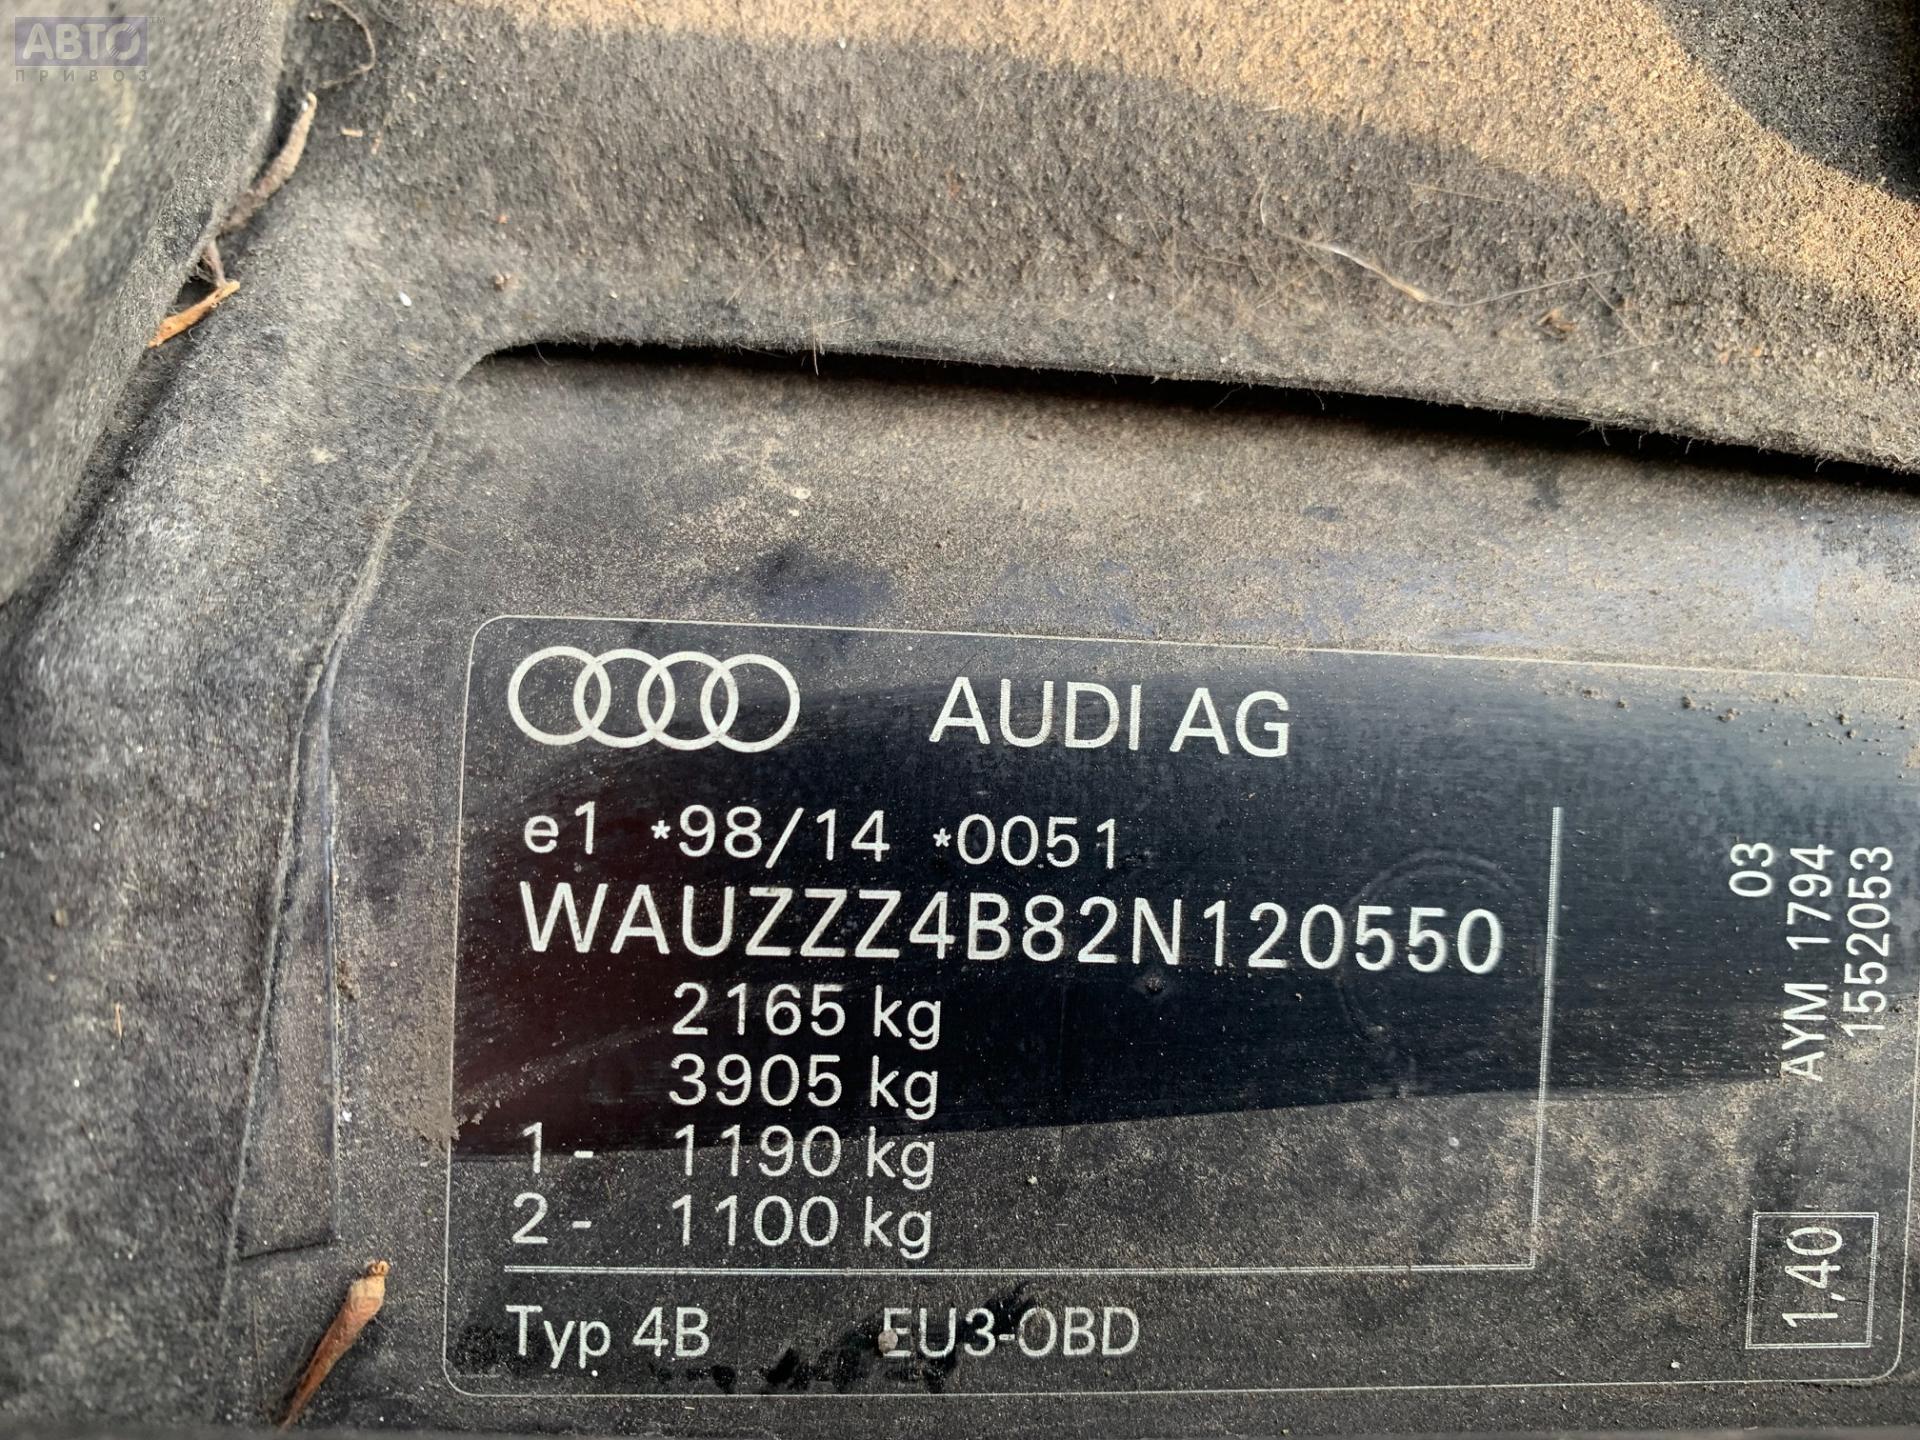 АВТО
ПРИВОЗ
AUDI AG
e1 *98/14 *0051
WAUZZZ4B82N120550
2165 kg
3905 kg
1 - 1190 kg
2 - 1100 kg
Typ 4B EU3-OBD
03
AYM 1794
1552053
1,40